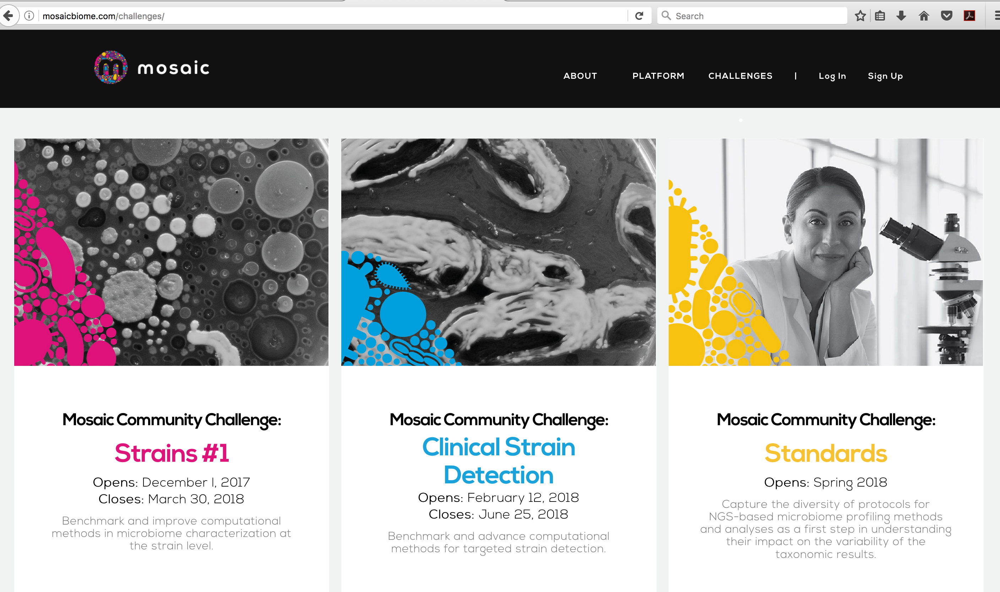 mosaicbiome.com/challenges/
Search
mosaic
ABOUT PLATFORM CHALLENGES | Log In Sign Up
Mosaic Community Challenge:
Strains #1
Opens: December 1, 2017
Closes: March 30, 2018
Benchmark and improve computational
methods in microbiome characterization at
the strain level.
Mosaic Community Challenge:
Clinical Strain
Detection
Opens: February 12, 2018
Closes: June 25, 2018
Benchmark and advance computational
methods for targeted strain detection.
Mosaic Community Challenge:
Standards
Opens: Spring 2018
Capture the diversity of protocols for
NGS-based microbiome profiling methods
and analyses as a first step in understanding
their impact on the variability of the
taxonomic results.